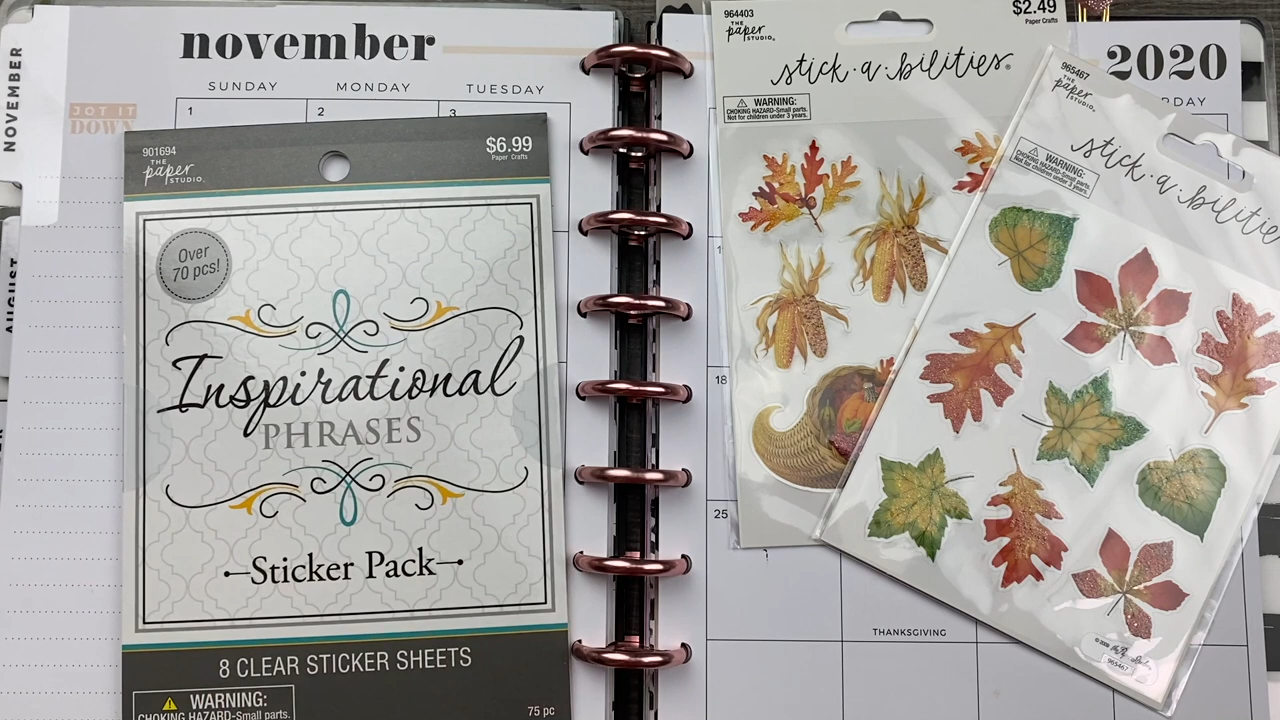 NOVEMBER
AUGUST
november
SUNDAY
MONDAY
TUESDAY
1
2
3
JOT IT
DOWN
901694
THE
paper
STUDIO
$6.99
Paper Crafts
Over
70 pcs!
Inspirational
PHRASES
Sticker Pack
8 CLEAR STICKER SHEETS
WARNING:
CHOKING HAZARD-Small parts.
75 pc
964403
THE
paper
STUDIO
$2.49
Paper Crafts
stick·a·bilities®
WARNING:
CHOKING HAZARD-Small parts.
Not for children under 3 years.
2020
18
25
THANKSGIVING
965467
THE
paper
STUDIO
stick·a·bilitie
WARNING:
CHOKING HAZARD-Small parts.
Not for children under 3 years.
965467